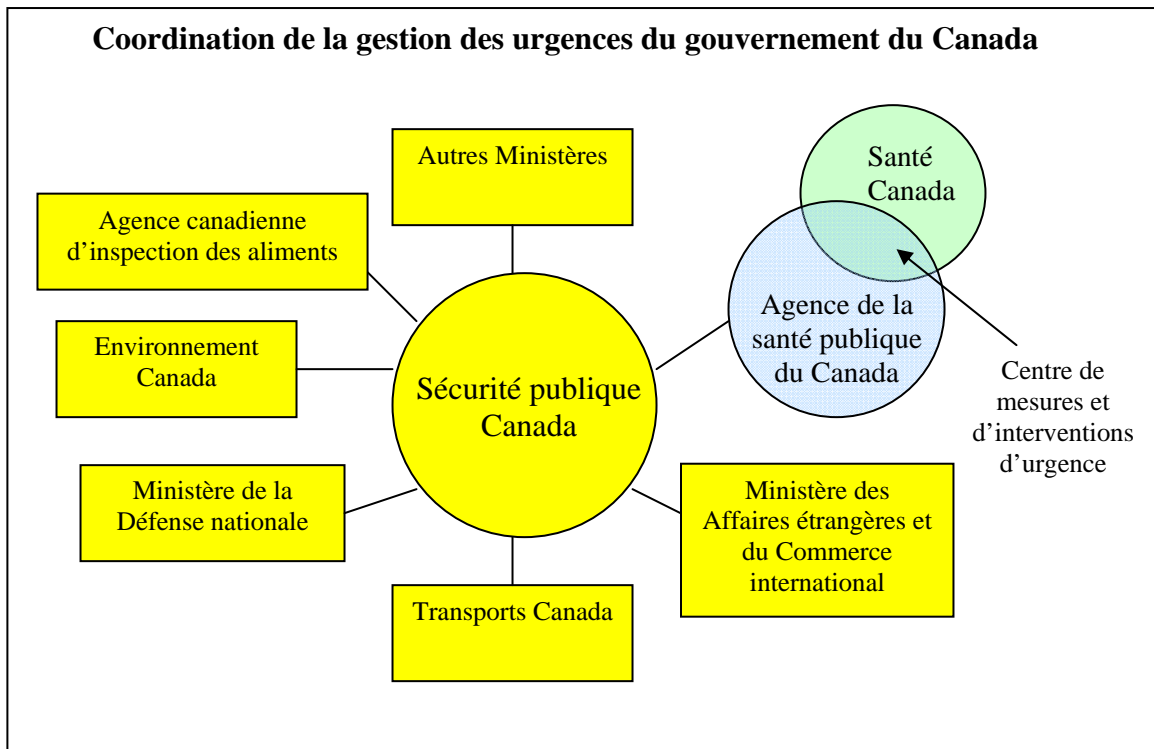 Coordination de la gestion des urgences du gouvernement du Canada
Autres Ministères
Santé
Canada
Agence canadienne
d’inspection des aliments
Agence de la
santé publique
du Canada
Environnement
Canada
Sécurité publique
Canada
Centre de
mesures et
d’interventions
d’urgence
Ministère de la
Défense nationale
Ministère des
Affaires étrangères et
du Commerce
international
Transports Canada